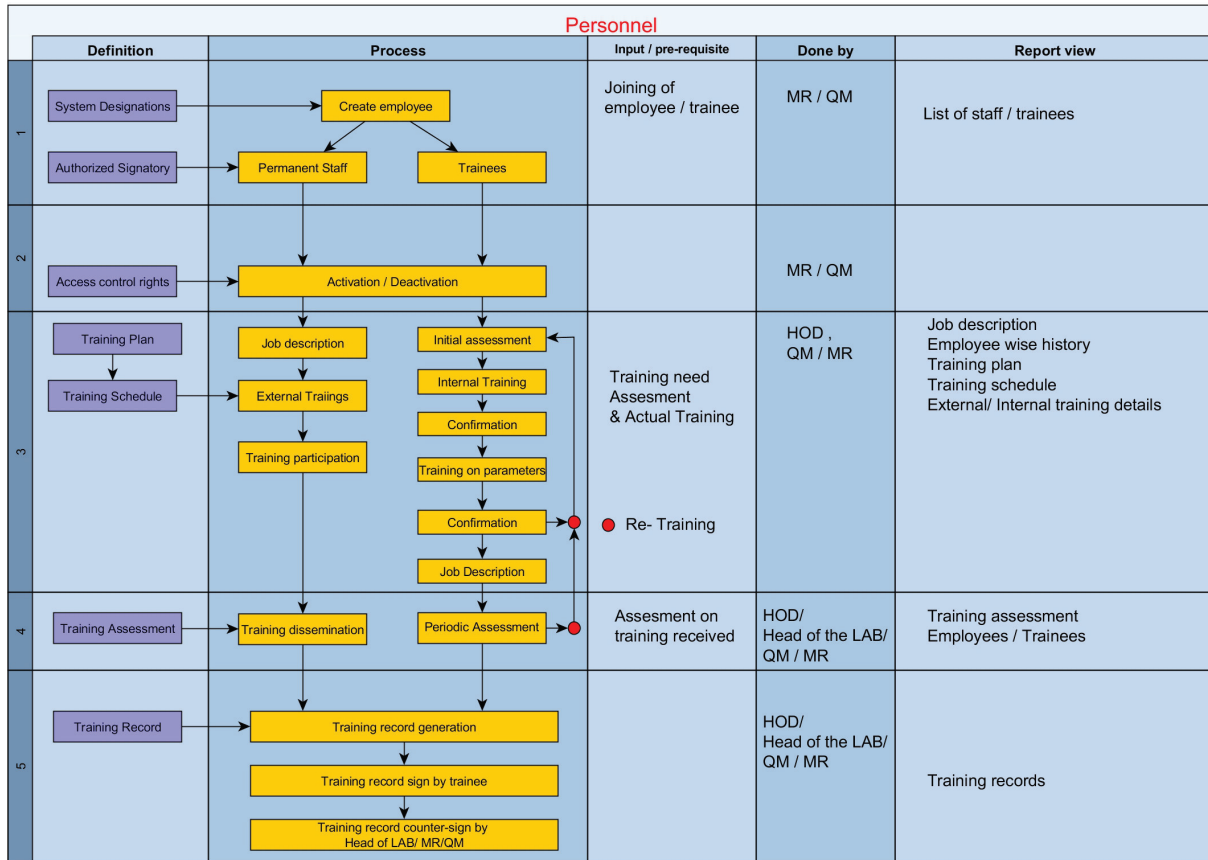 Personnel
Definition
Process
Input / pre-requisite
Done by
Report view
1
System Designations
Create employee
Joining of
employee / trainee
MR / QM
List of staff / trainees
Authorized Signatory
Permanent Staff
Trainees
2
Access control rights
Activation / Deactivation
MR / QM
3
Training Plan
Training Schedule
Job description
External Traiings
Training participation
Initial assessment
Internal Training
Confirmation
Training on parameters
Confirmation
Job Description
Training need
Assesment
& Actual Training
Re- Training
HOD ,
QM / MR
Job description
Employee wise history
Training plan
Training schedule
External/ Internal training details
4
Training Assessment
Training dissemination
Periodic Assessment
Assesment on
training received
HOD/
Head of the LAB/
QM / MR
Training assessment
Employees / Trainees
5
Training Record
Training record generation
Training record sign by trainee
Training record counter-sign by
Head of LAB/ MR/QM
HOD/
Head of the LAB/
QM / MR
Training records